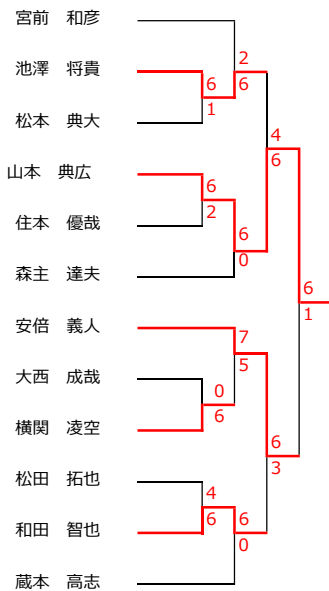 宮前 和彦
2
池澤 将貴
6
6
1
松本 典大
4
6
山本 典広
6
2
住本 優哉
6
0
森主 達夫
6
1
安倍 義人
7
5
大西 成哉
0
6
横関 凌空
6
3
松田 拓也
4
6
6
和田 智也
0
蔵本 高志